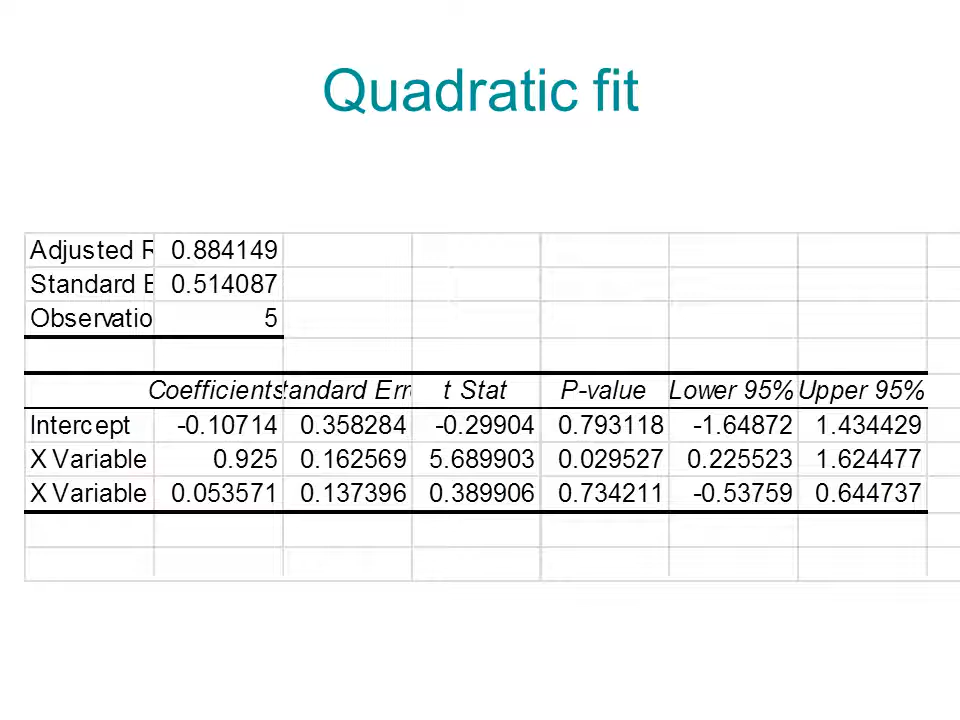 Quadratic fit
Adjusted R 0.884149
Standard E 0.514087
Observatio 5
Coefficients tandard Erro t Stat P-value Lower 95% Upper 95%
Intercept -0.10714 0.358284 -0.29904 0.793118 -1.64872 1.434429
X Variable 0.925 0.162569 5.689903 0.029527 0.225523 1.624477
X Variable 0.053571 0.137396 0.389906 0.734211 -0.53759 0.644737